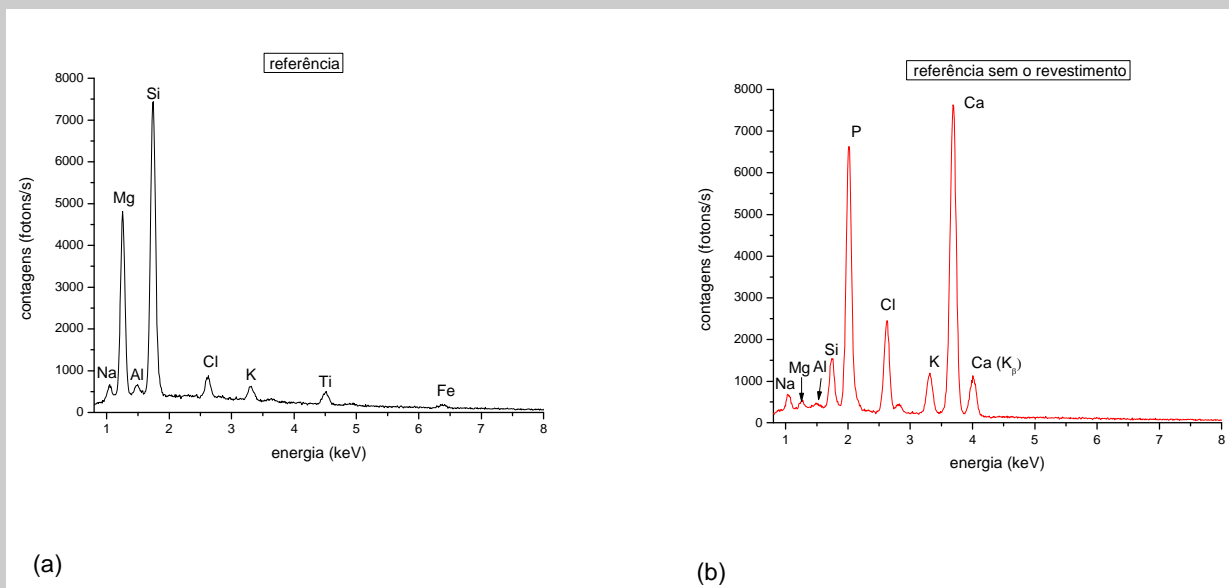 referência
8000
7000
6000
5000
4000
3000
2000
1000
0
contagens (fotons/s)
Si
Mg
Na
Al
Cl
K
Ti
Fe
1 2 3 4 5 6 7 8
energia (keV)
(a)
referência sem o revestimento
8000
7000
6000
5000
4000
3000
2000
1000
0
contagens (fotons/s)
Ca
P
Cl
Si
Mg
Al
Na
K
Ca (Kβ)
1 2 3 4 5 6 7 8
energia (keV)
(b)